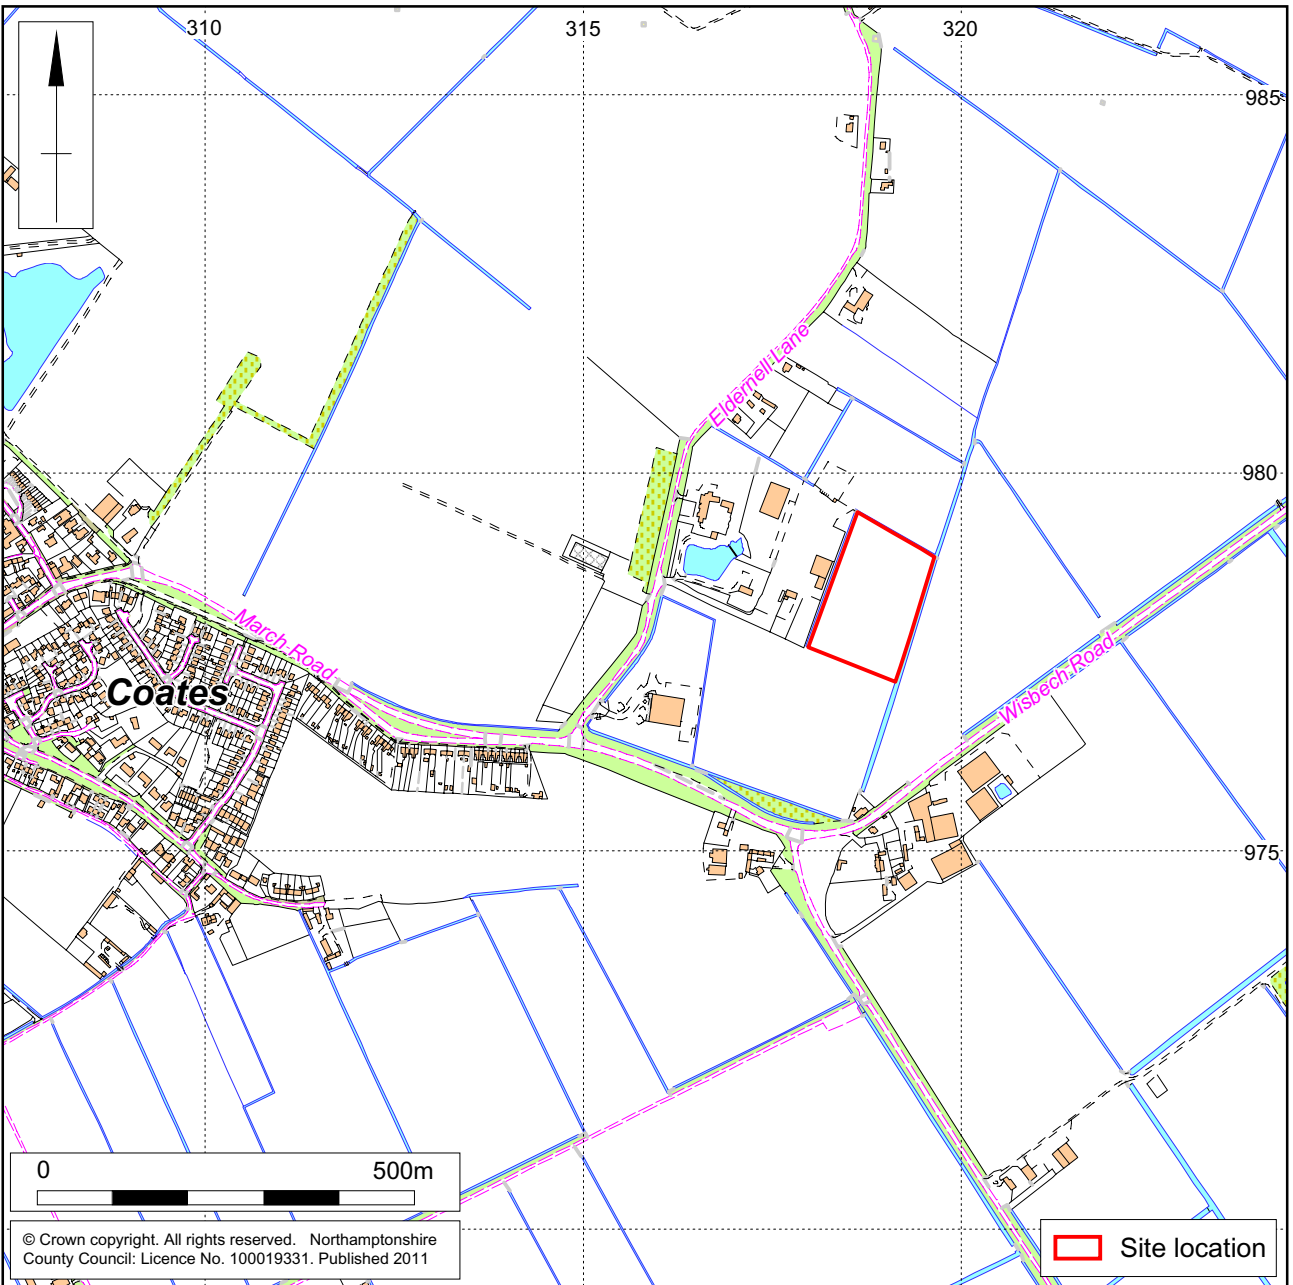 310
315
320
985
Eldernell Lane
980
March Road
Coates
Wisbech Road
975
0
500m
© Crown copyright. All rights reserved. Northamptonshire
County Council: Licence No. 100019331. Published 2011
Site location